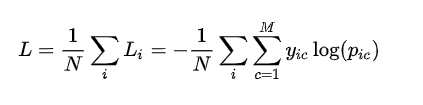 L = \frac{1}{N} \sum_{i} L_i = -\frac{1}{N} \sum_{i} \sum_{c=1}^{M} y_{ic} \log(p_{ic})